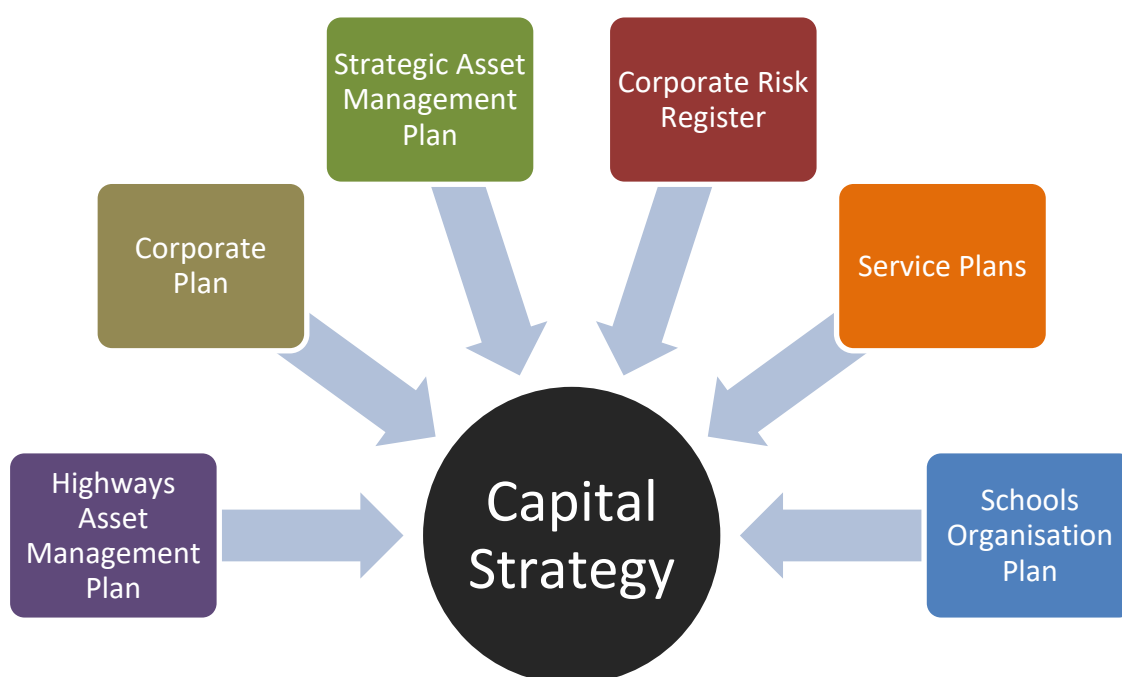 Strategic Asset
Management
Plan
Corporate Risk
Register
Corporate
Plan
Service Plans
Highways
Asset
Management
Plan
Capital
Strategy
Schools
Organisation
Plan